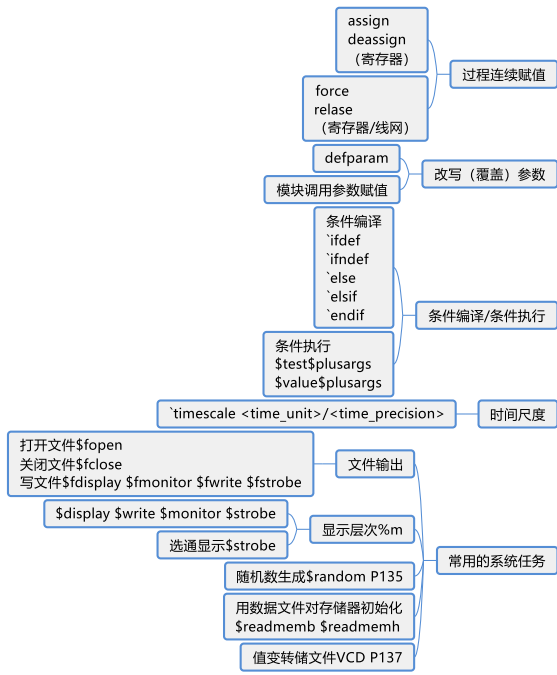 assign
deassign
（寄存器）
过程连续赋值
force
relase
（寄存器/线网）
defparam
改写（覆盖）参数
模块调用参数赋值
条件编译
`ifdef
`ifndef
`else
`elsif
`endif
条件编译/条件执行
条件执行
$test$plusargs
$value$plusargs
`timescale <time_unit>/<time_precision>
时间尺度
打开文件$fopen
关闭文件$fclose
写文件$fdisplay $fmonitor $fwrite $fstrobe
文件输出
$display $write $monitor $strobe
显示层次%m
选通显示$strobe
常用的系统任务
随机数生成$random P135
用数据文件对存储器初始化
$readmemb $readmemh
值变转储文件VCD P137